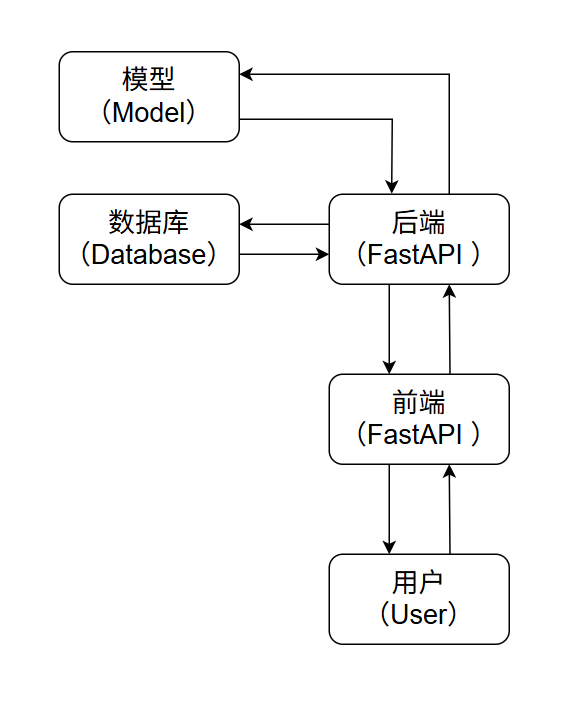 模型
（Model）
数据库
（Database）
后端
（FastAPI ）
前端
（FastAPI ）
用户
（User）